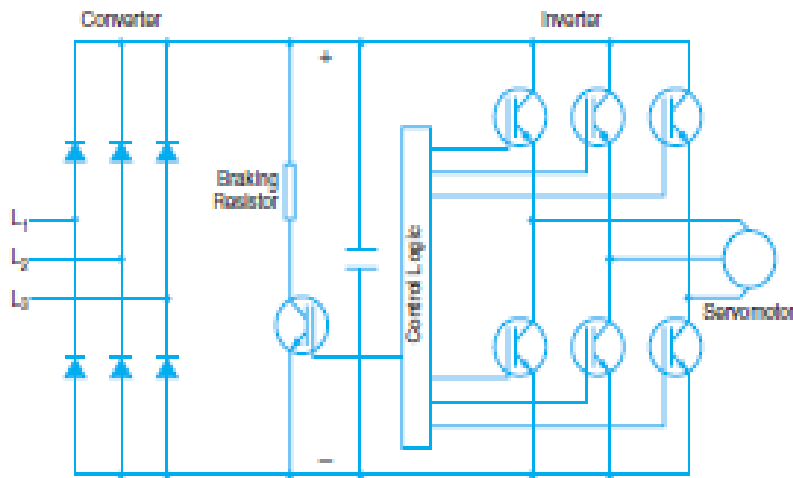 Converter
Inverter
+
Braking
Resistor
L1
L2
L3
Control Logic
Servomotor
−